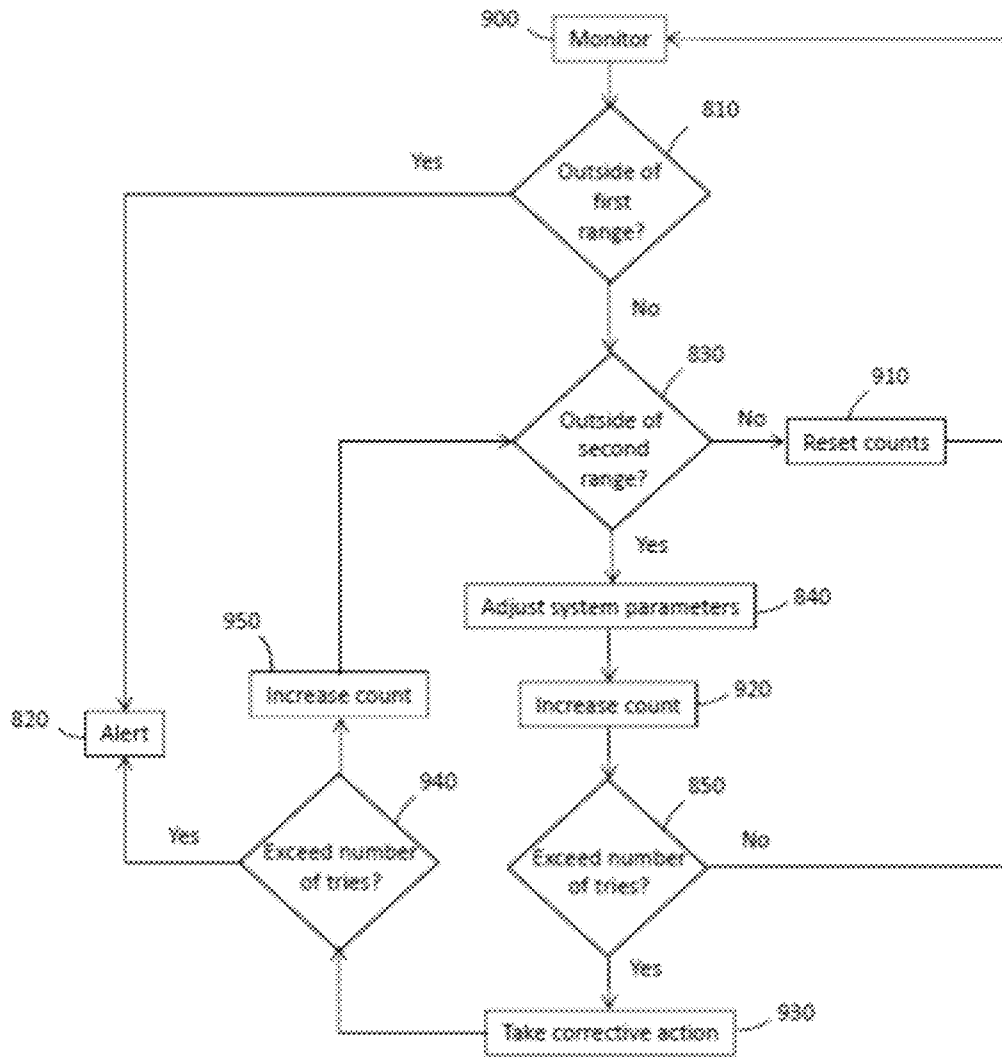 900
Monitor
810
Yes
Outside of
first
range?
No
830
Outside of
second
range?
No
910
Reset counts
Yes
Adjust system parameters
840
950
Increase count
Increase count
920
820
Alert
940
Yes
Exceed number
of tries?
850
Exceed number
of tries?
No
Yes
Take corrective action
930